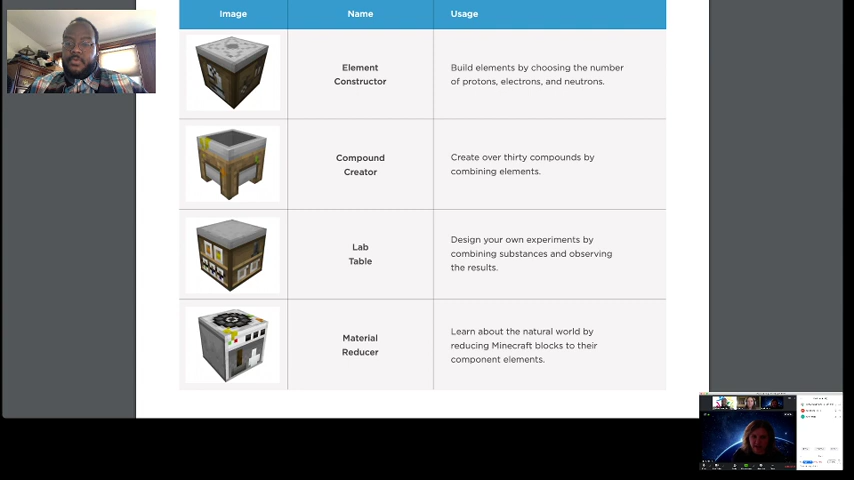 Image Name Usage
Element
Constructor
Build elements by choosing the number
of protons, electrons, and neutrons.
Compound
Creator
Create over thirty compounds by
combining elements.
Lab
Table
Design your own experiments by
combining substances and observing
the results.
Material
Reducer
Learn about the natural world by
reducing Minecraft blocks to their
component elements.